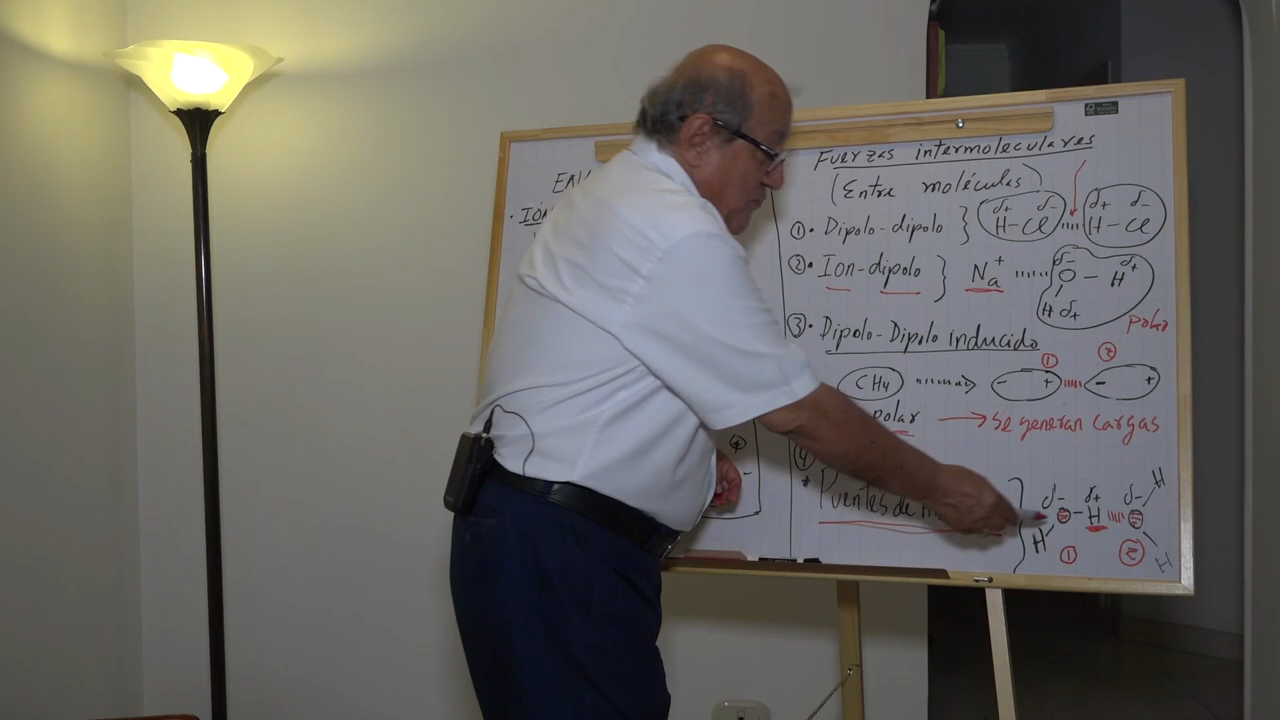 Fuerzas intermoleculares
(Entre moléculas)
① • Dipolo-dipolo } δ+ δ- δ+ δ-
H-Cl ····· H-Cl
② • Ion-dipolo } Na+ ······ δ- O - H δ+
H δ+
polar
③ • Dipolo-Dipolo inducido
① ②
CH4 ········> - + ····· - +
polar → Se generan cargas
④
* Puentes de } δ- δ+ δ- H
- H ····
H ① ② H